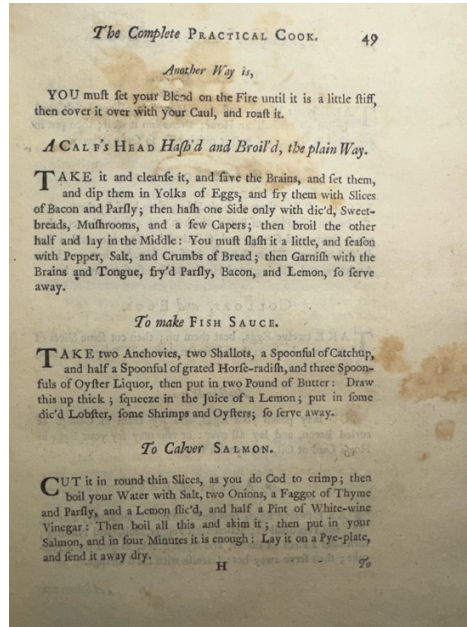 The Complete PRACTICAL COOK. 49
Another Way is,
YOU muſt ſet your Blood on the Fire until it is a little ſtiff,
then cover it over with your Caul, and roaſt it.
A CALF'S HEAD Haſh'd and Broil'd, the plain Way.
TAKE it and cleanſe it, and ſave the Brains, and ſet them,
and dip them in Yolks of Eggs, and fry them with Slices
of Bacon and Parſly; then haſh one Side only with dic'd, Sweet-
breads, Muſhrooms, and a few Capers; then broil the other
half and lay in the Middle: You muſt ſlaſh it a little, and ſeaſon
with Pepper, Salt, and Crumbs of Bread; then Garniſh with the
Brains and Tongue, fry'd Parſly, Bacon, and Lemon, ſo ſerve
away.
To make FISH SAUCE.
TAKE two Anchovies, two Shallots, a Spoonful of Catchup,
and half a Spoonful of grated Horſe-radiſh, and three Spoon-
fuls of Oyſter Liquor, then put in two Pound of Butter: Draw
this up thick; ſqueeze in the Juice of a Lemon; put in ſome
dic'd Lobſter, ſome Shrimps and Oyſters; ſo ſerve away.
To Calver SALMON.
CUT it in round thin Slices, as you do Cod to crimp; then
boil your Water with Salt, two Onions, a Faggot of Thyme
and Parſly, and a Lemon ſlic'd, and half a Pint of White-wine
Vinegar: Then boil all this and skim it; then put in your
Salmon, and in four Minutes it is enough: Lay it on a Pye-plate,
and ſend it away dry.
H To